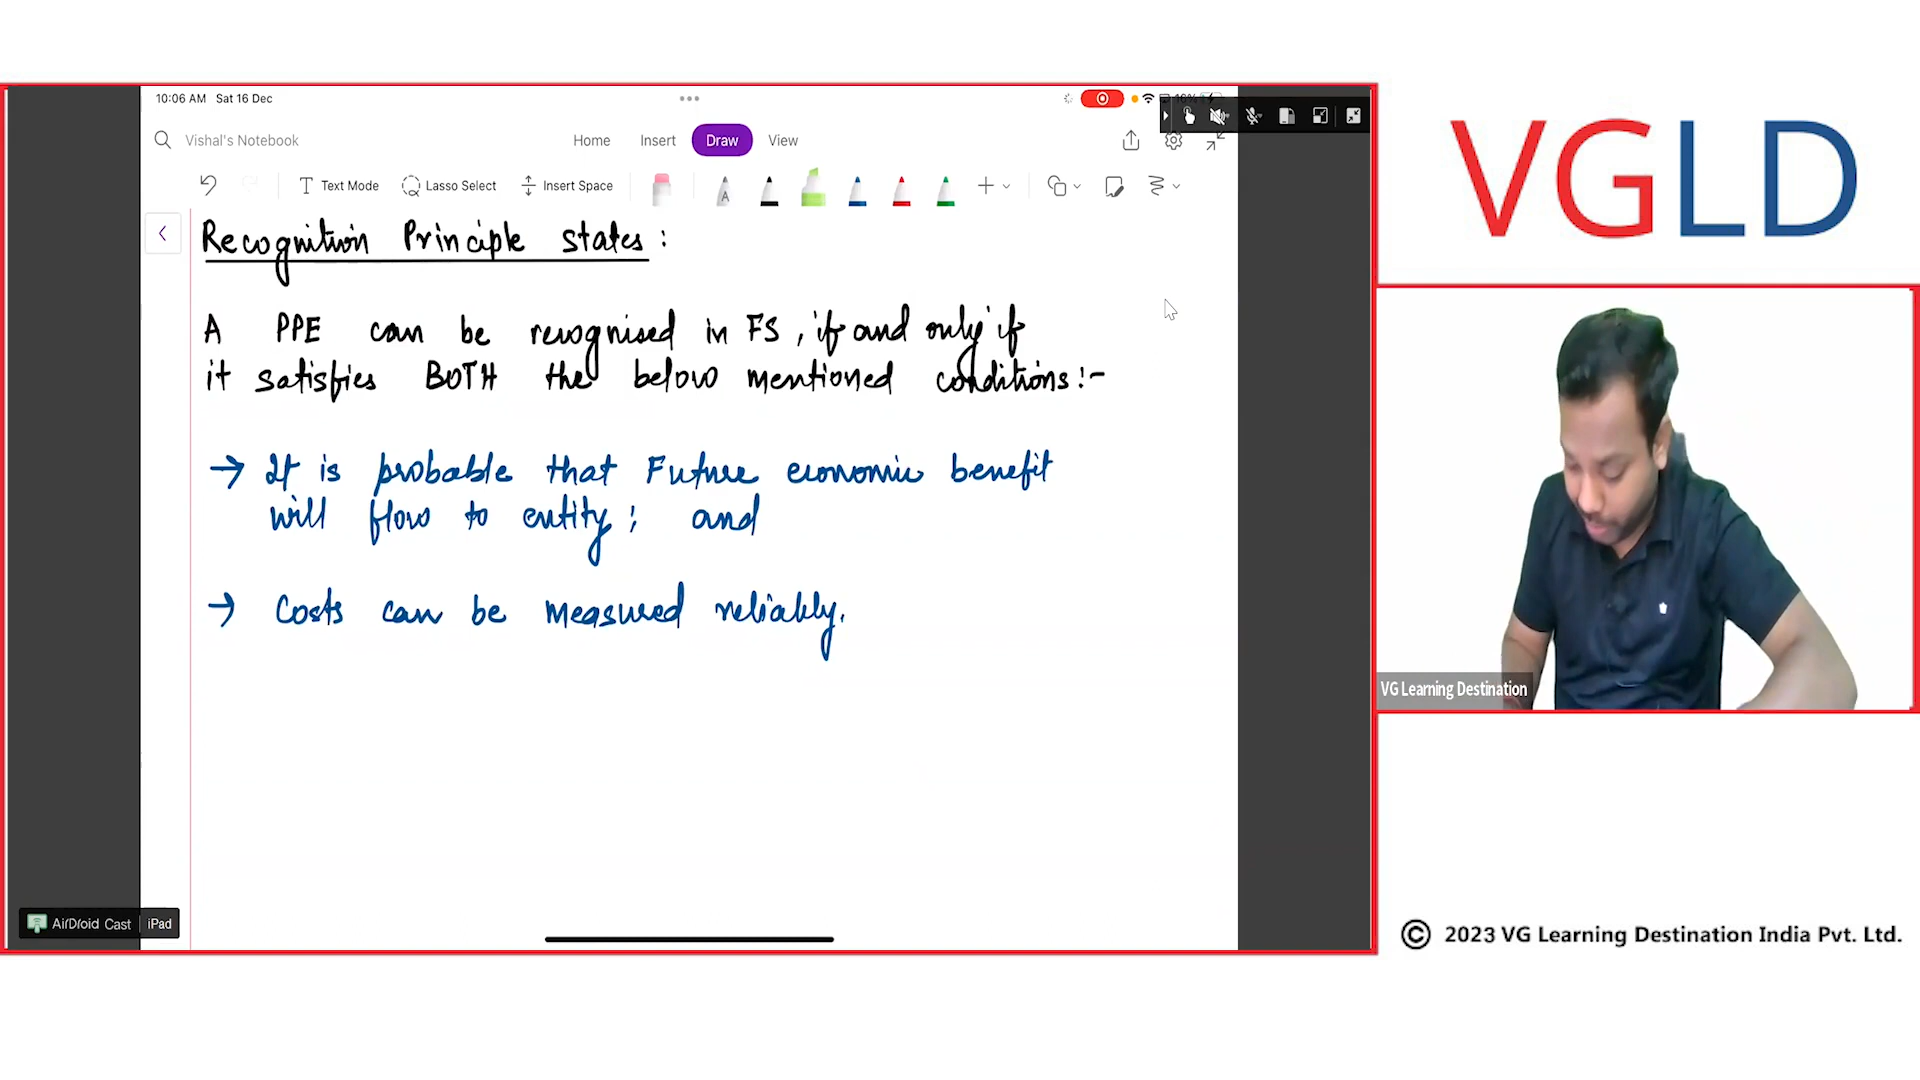 10:06 AM Sat 16 Dec
16%
Vishal's Notebook
Home Insert Draw View
Text Mode Lasso Select Insert Space
Recognition Principle states:
A PPE can be recognised in FS, if and only if
it satisfies BOTH the below mentioned conditions:-
→ It is probable that Future economic benefit
will flow to entity; and
→ Costs can be measured reliably.
AirDroid Cast iPad
VGLD
VG Learning Destination
© 2023 VG Learning Destination India Pvt. Ltd.